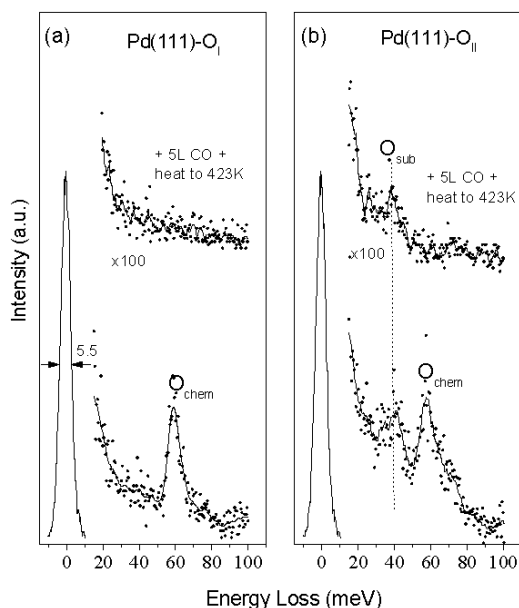 (a) Pd(111)-O_I
+ 5L CO +
heat to 423K
x100
5.5
O_chem
0 20 40 60 80 100
(b) Pd(111)-O_II
O_sub
+ 5L CO +
heat to 423K
x100
O_chem
0 20 40 60 80 100
Intensity (a.u.)
Energy Loss (meV)